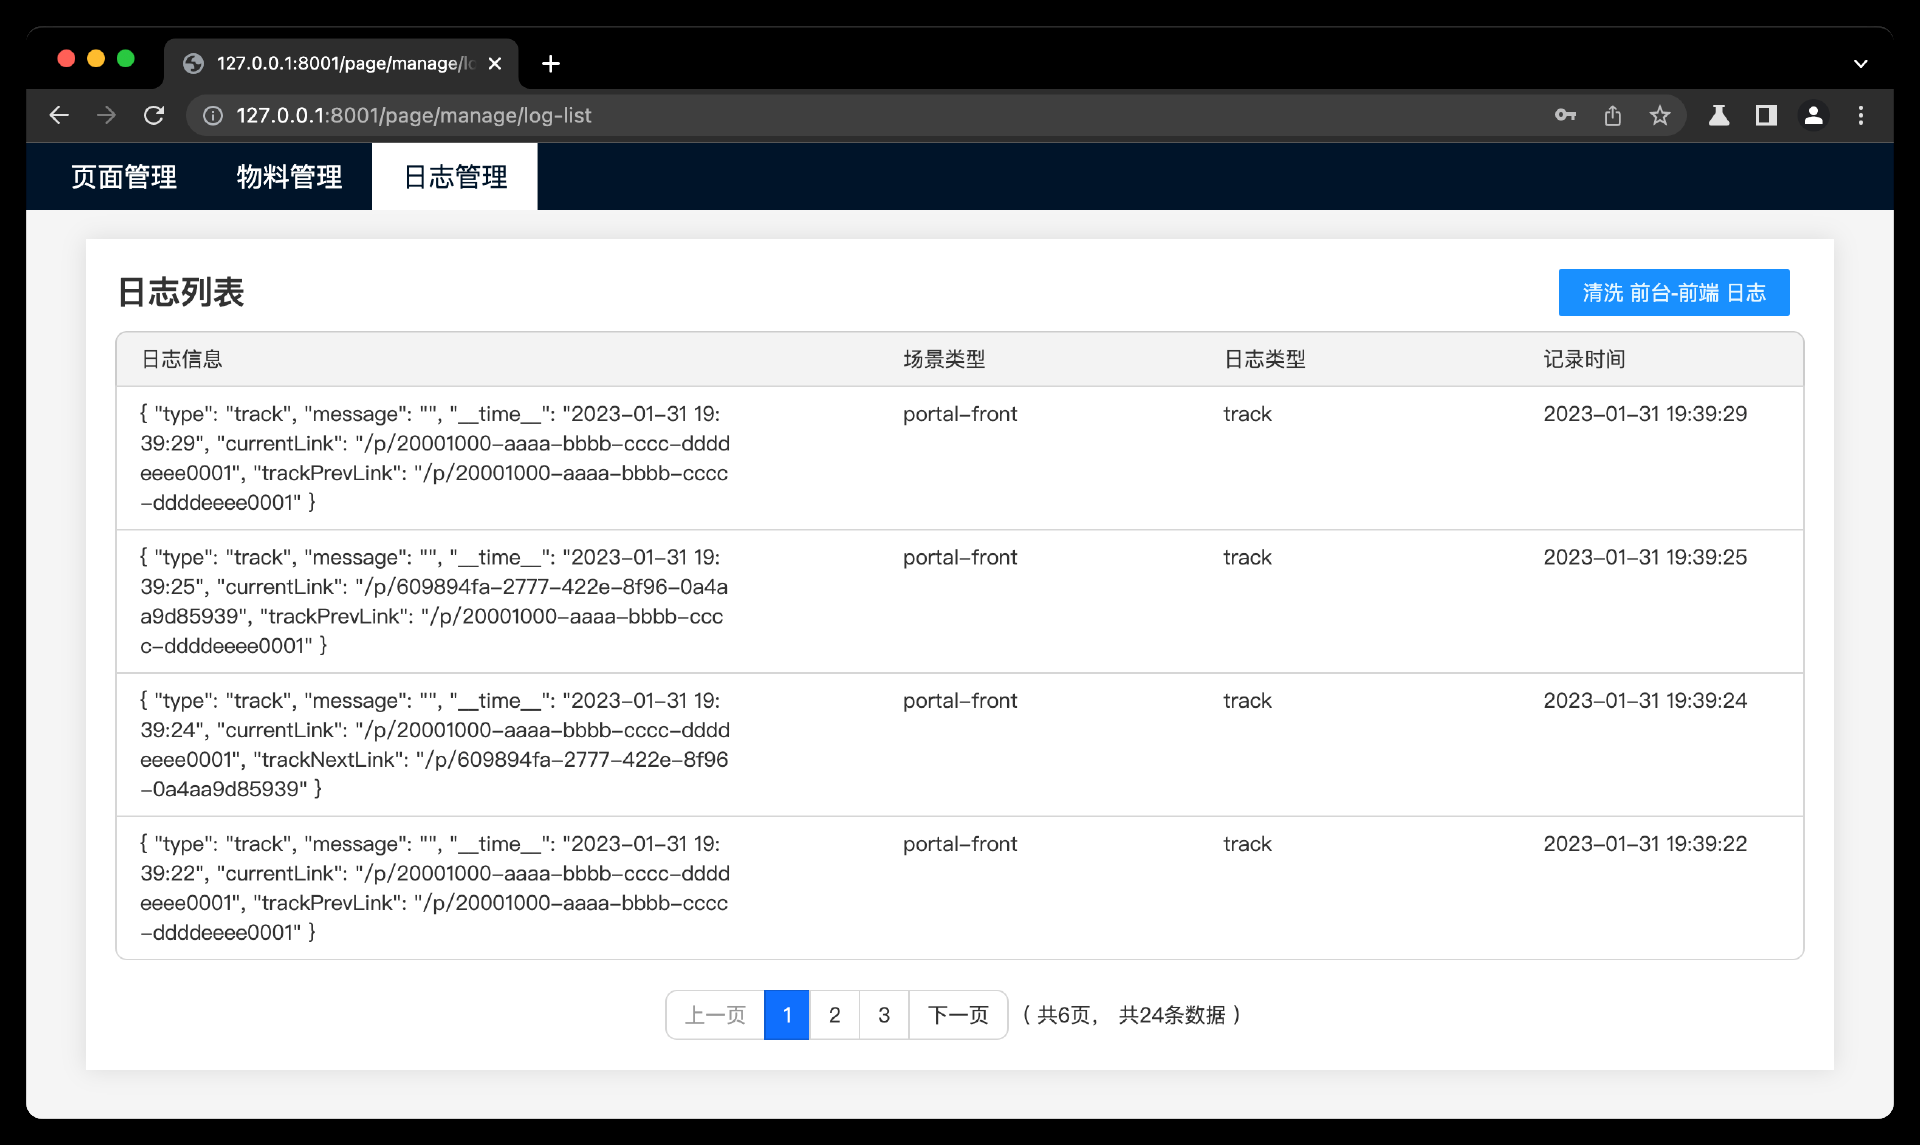 127.0.0.1:8001/page/manage/lo
127.0.0.1:8001/page/manage/log-list
页面管理 物料管理 日志管理
日志列表 清洗 前台-前端 日志
日志信息 场景类型 日志类型 记录时间
{ "type": "track", "message": "", "__time__": "2023-01-31 19: portal-front track 2023-01-31 19:39:29
39:29", "currentLink": "/p/20001000-aaaa-bbbb-cccc-dddd
eeee0001", "trackPrevLink": "/p/20001000-aaaa-bbbb-cccc
-ddddeeee0001" }
{ "type": "track", "message": "", "__time__": "2023-01-31 19: portal-front track 2023-01-31 19:39:25
39:25", "currentLink": "/p/609894fa-2777-422e-8f96-0a4a
a9d85939", "trackPrevLink": "/p/20001000-aaaa-bbbb-ccc
c-ddddeeee0001" }
{ "type": "track", "message": "", "__time__": "2023-01-31 19: portal-front track 2023-01-31 19:39:24
39:24", "currentLink": "/p/20001000-aaaa-bbbb-cccc-dddd
eeee0001", "trackNextLink": "/p/609894fa-2777-422e-8f96
-0a4aa9d85939" }
{ "type": "track", "message": "", "__time__": "2023-01-31 19: portal-front track 2023-01-31 19:39:22
39:22", "currentLink": "/p/20001000-aaaa-bbbb-cccc-dddd
eeee0001", "trackPrevLink": "/p/20001000-aaaa-bbbb-cccc
-ddddeeee0001" }
上一页 1 2 3 下一页 （ 共6页， 共24条数据 ）